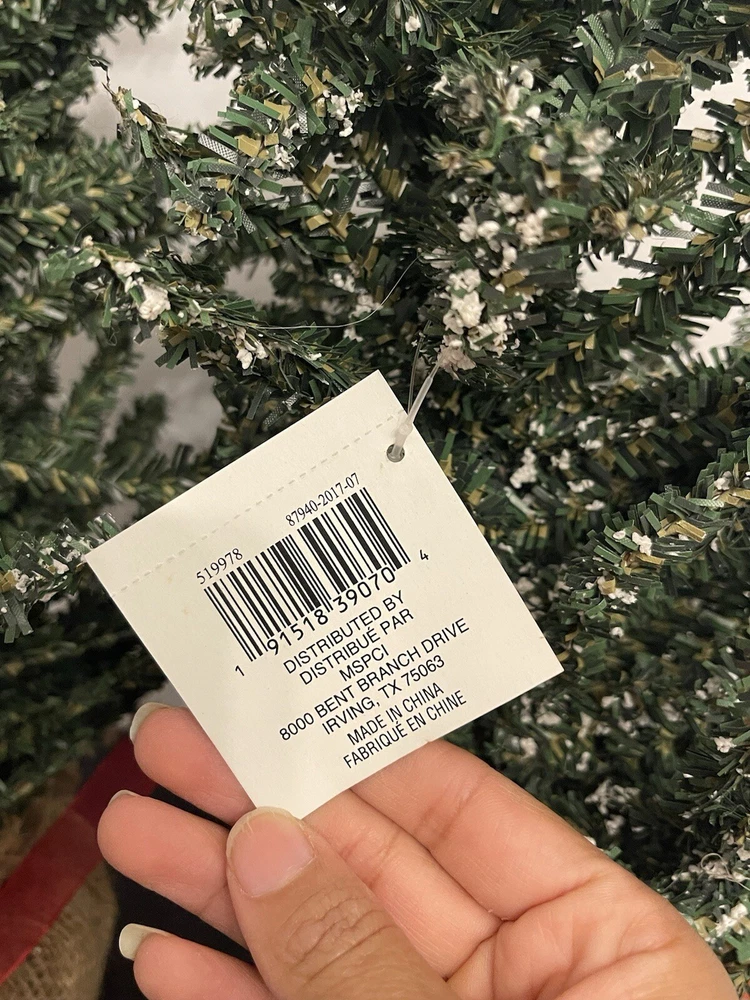 519978 87940-2017-07
1 91518 39070 4
DISTRIBUTED BY
DISTRIBUÉ PAR
MSPCI
8000 BENT BRANCH DRIVE
IRVING, TX 75063
MADE IN CHINA
FABRIQUÉ EN CHINE